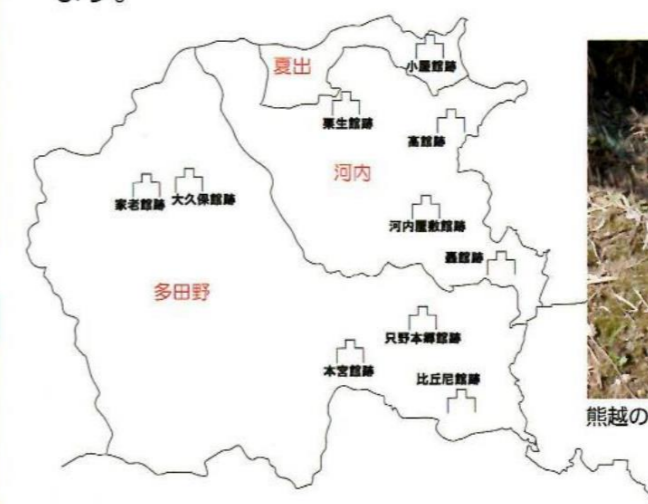 ます。
夏出
小屋館跡
栗生館跡
高館跡
河内
家老館跡
大久保館跡
河内屋敷館跡
轟館跡
多田野
只野本郷館跡
本宮館跡
比丘尼館跡
熊越の